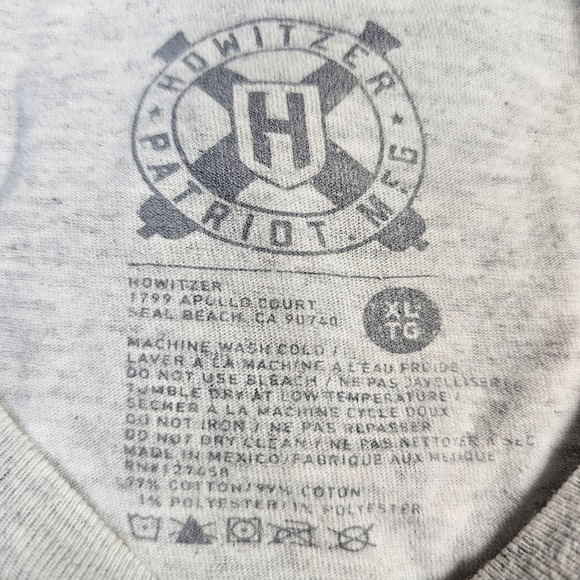 HOWITZER
H
PATRIOT.MFG
HOWITZER
1799 APOLLO COURT
SEAL BEACH, CA 90740
XL
TG
MACHINE WASH COLD /
LAVER À LA MACHINE A L'EAU FROIDE
DO NOT USE BLEACH / NE PAS JAVELLISER
TUMBLE DRY AT LOW TEMPERATURE /
SÉCHER À LA MACHINE CYCLE DOUX
DO NOT IRON / NE PAS REPASSER
DO NOT DRY CLEAN / NE PAS NETTOYER À SEC
MADE IN MEXICO/FABRIQUE AUX MEXIQUE
RN#127458
99% COTTON/99% COTON
1% POLYESTER/1% POLYESTER